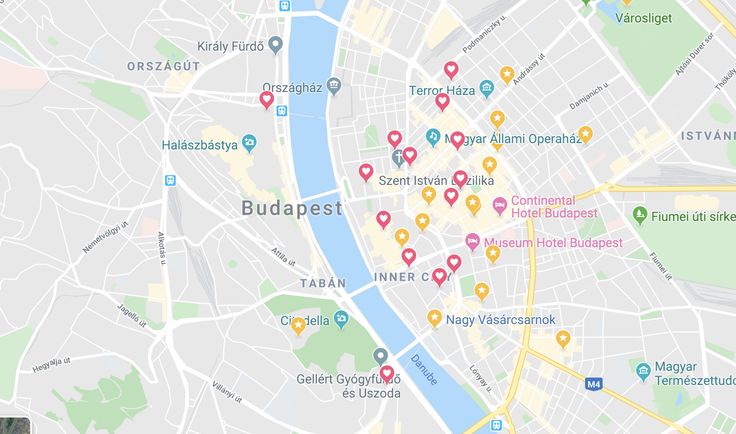 Városliget
Podmaniczky u.
Király Fürdő
Andrássy út
Ajtósi Dürer sor
Thököly
ORSZÁGÚT
Országház
Terror Háza
Damjanich u.
Halászbástya
Magyar Állami Operaház
ISTVÁNM
Szent István Bazilika
Budapest
Continental
Hotel Budapest
Fiumei úti sírke
Németvölgyi út
Alkotás u.
Museum Hotel Budapest
Attila út
Fiumei út
INNER CITY
TABÁN
Jagelló út
Citadella
Nagy Vásárcsarnok
Hegyalja út
Danube
Gellért Gyógyfürdő
és Uszoda
Lónyay u.
Villányi út
M4
Magyar
Természettud